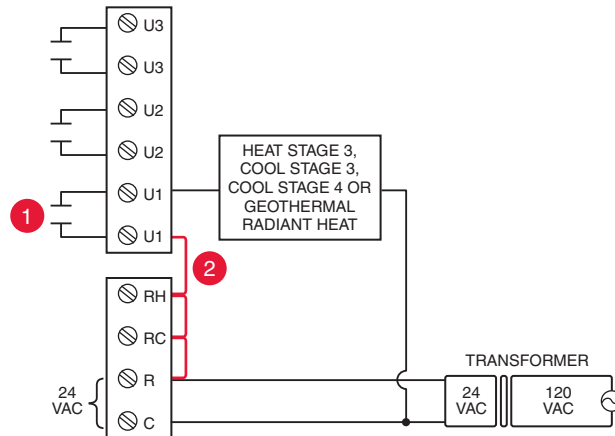 U3
U3
U2
U2
U1
1
U1
HEAT STAGE 3,
COOL STAGE 3,
COOL STAGE 4 OR
GEOTHERMAL
RADIANT HEAT
2
RH
RC
R
C
24
VAC
TRANSFORMER
24
VAC
120
VAC